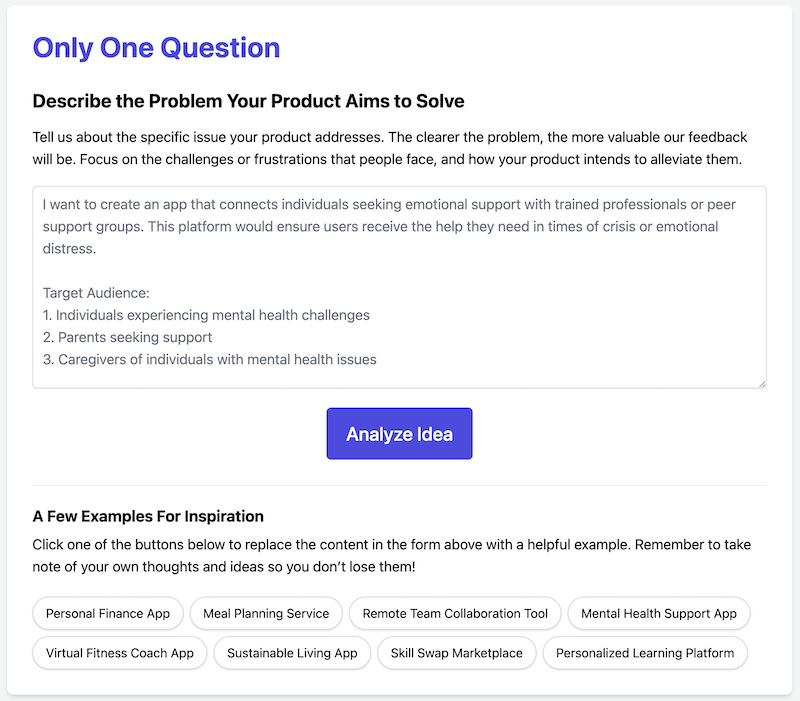 Only One Question
Describe the Problem Your Product Aims to Solve
Tell us about the specific issue your product addresses. The clearer the problem, the more valuable our feedback
will be. Focus on the challenges or frustrations that people face, and how your product intends to alleviate them.
I want to create an app that connects individuals seeking emotional support with trained professionals or peer
support groups. This platform would ensure users receive the help they need in times of crisis or emotional
distress.
Target Audience:
1. Individuals experiencing mental health challenges
2. Parents seeking support
3. Caregivers of individuals with mental health issues
Analyze Idea
A Few Examples For Inspiration
Click one of the buttons below to replace the content in the form above with a helpful example. Remember to take
note of your own thoughts and ideas so you don’t lose them!
Personal Finance App Meal Planning Service Remote Team Collaboration Tool Mental Health Support App
Virtual Fitness Coach App Sustainable Living App Skill Swap Marketplace Personalized Learning Platform